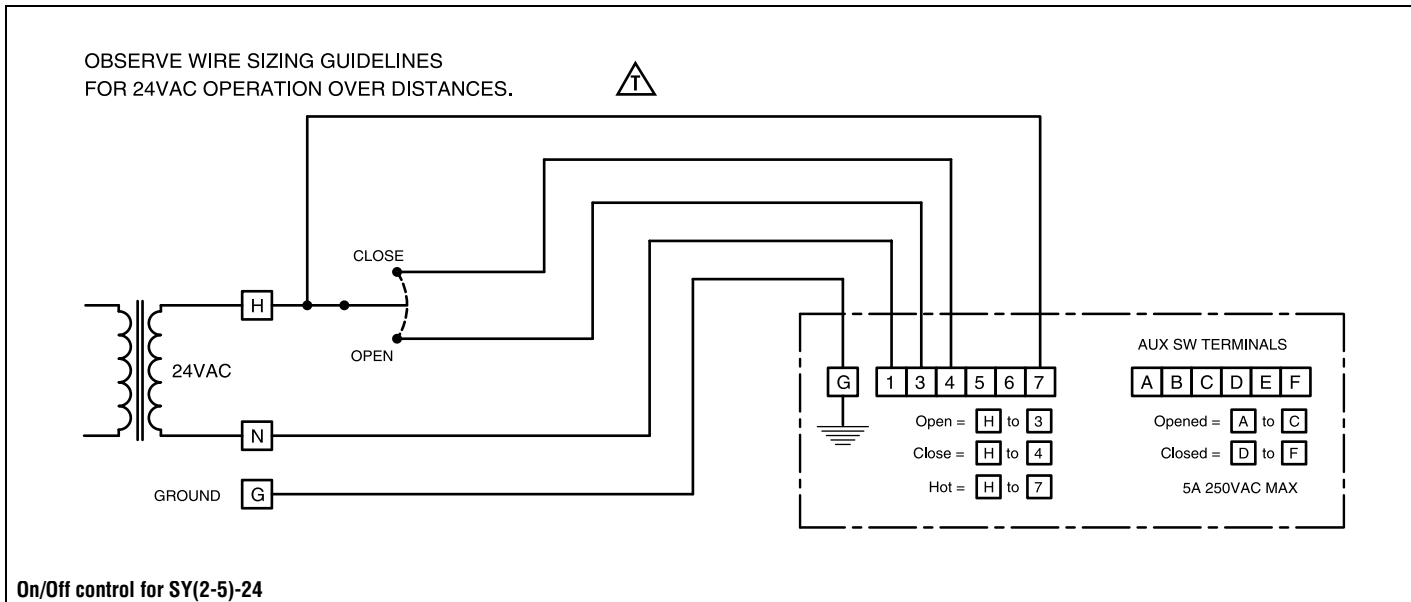 OBSERVE WIRE SIZING GUIDELINES
FOR 24VAC OPERATION OVER DISTANCES.
T
CLOSE
H
OPEN
24VAC
N
GROUND G
AUX SW TERMINALS
G 1 3 4 5 6 7 A B C D E F
Open = H to 3 Opened = A to C
Close = H to 4 Closed = D to F
Hot = H to 7 5A 250VAC MAX
On/Off control for SY(2-5)-24